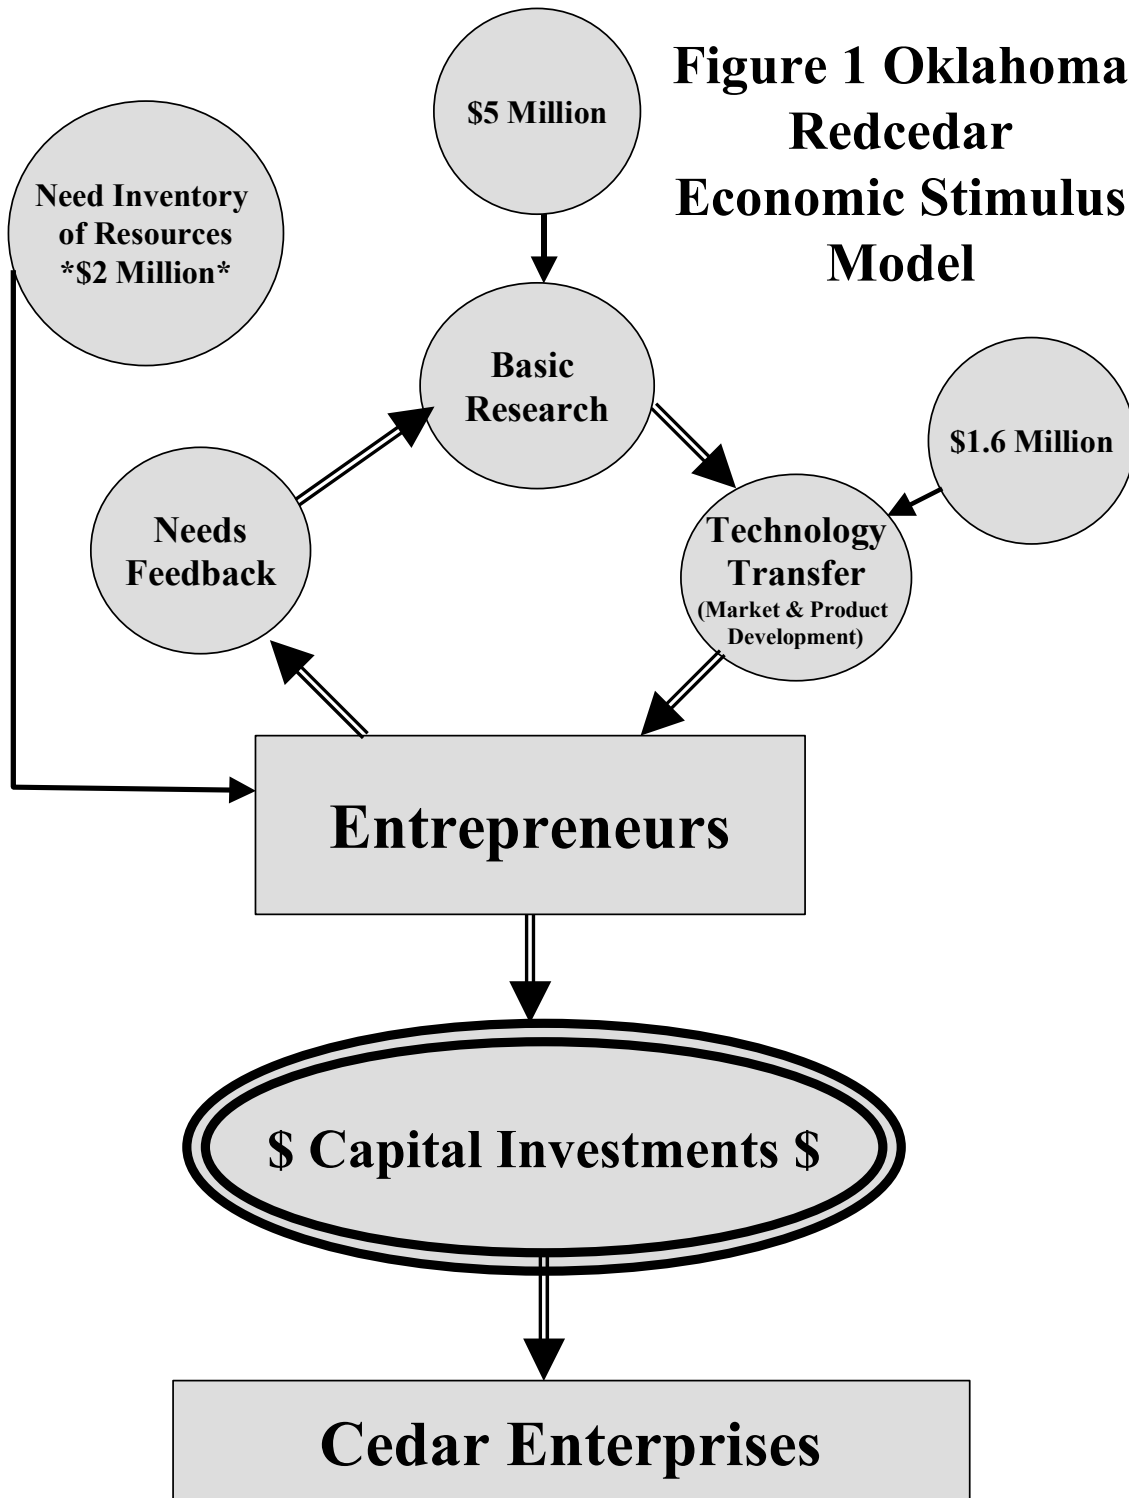 Figure 1 Oklahoma
Redcedar
Economic Stimulus
Model
$5 Million
Need Inventory
of Resources
*$2 Million*
Basic
Research
$1.6 Million
Needs
Feedback
Technology
Transfer
(Market & Product
Development)
Entrepreneurs
$ Capital Investments $
Cedar Enterprises